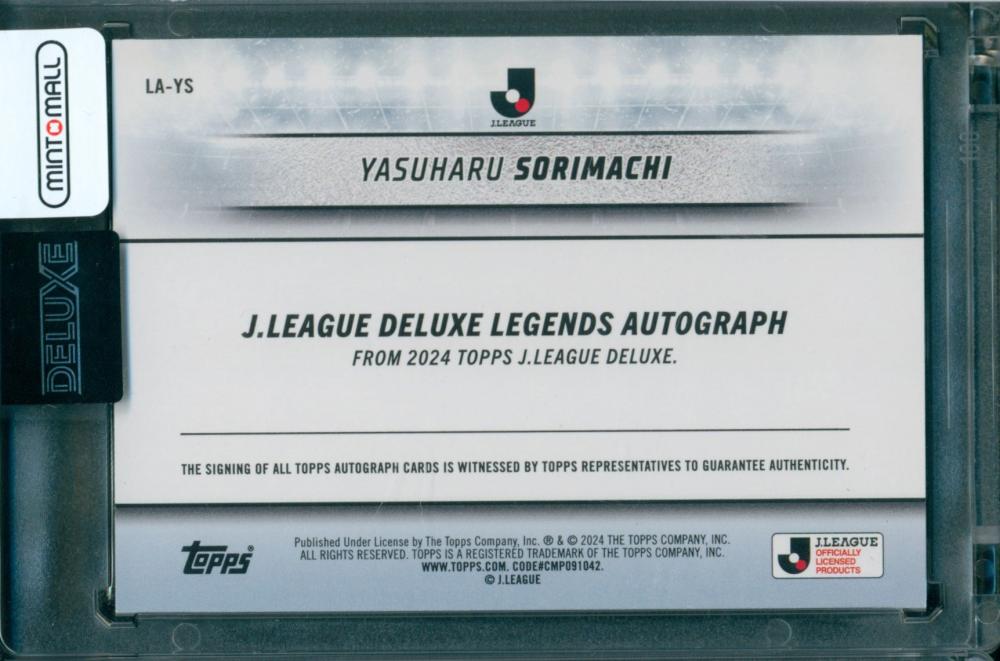 MINTOMALL
DELUXE
LA-YS
J.LEAGUE
YASUHARU SORIMACHI
J.LEAGUE DELUXE LEGENDS AUTOGRAPH
FROM 2024 TOPPS J.LEAGUE DELUXE.
THE SIGNING OF ALL TOPPS AUTOGRAPH CARDS IS WITNESSED BY TOPPS REPRESENTATIVES TO GUARANTEE AUTHENTICITY.
topps®
Published Under License by The Topps Company, Inc. ® & © 2024 THE TOPPS COMPANY, INC.
ALL RIGHTS RESERVED. TOPPS IS A REGISTERED TRADEMARK OF THE TOPPS COMPANY, INC.
WWW.TOPPS.COM. CODE#CMP091042.
© J.LEAGUE
J.LEAGUE
OFFICIALLY
LICENSED
PRODUCTS